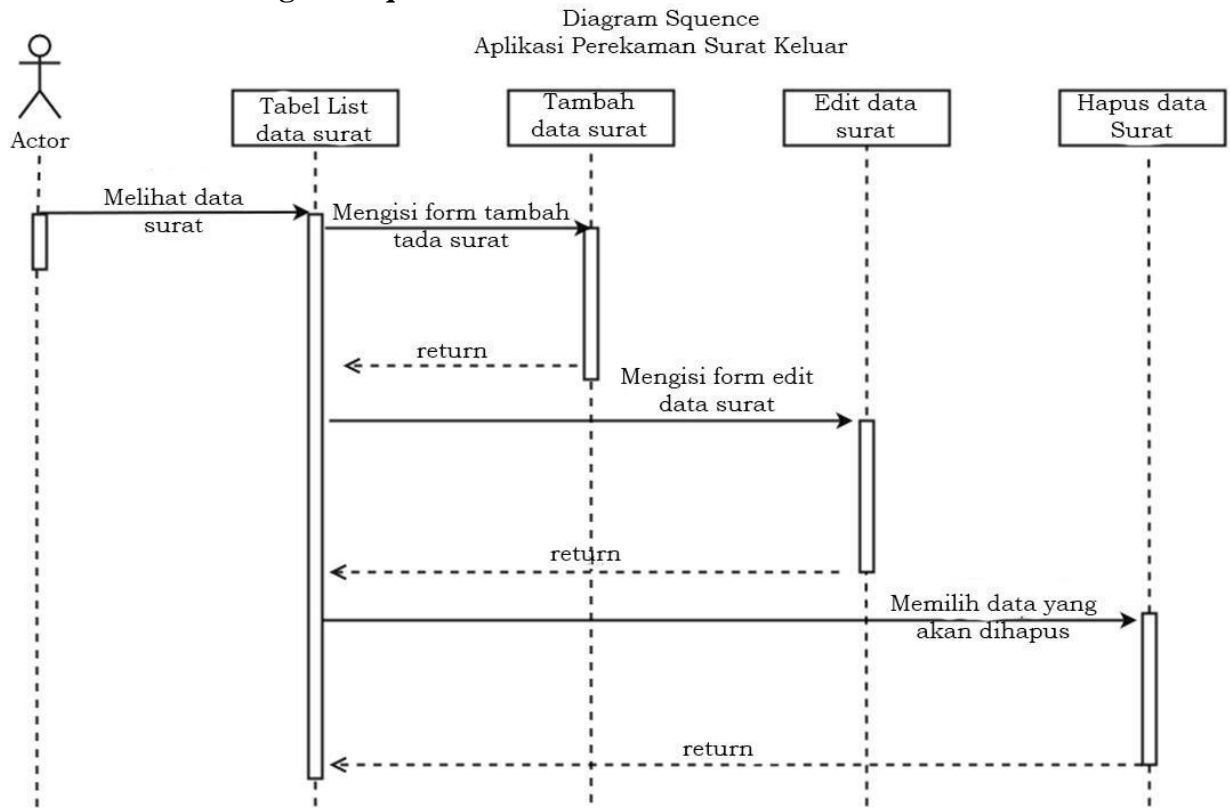 Diagram Squence
Aplikasi Perekaman Surat Keluar
Actor
Tabel List
data surat
Tambah
data surat
Edit data
surat
Hapus data
Surat
Melihat data
surat
Mengisi form tambah
tada surat
return
Mengisi form edit
data surat
return
Memilih data yang
akan dihapus
return